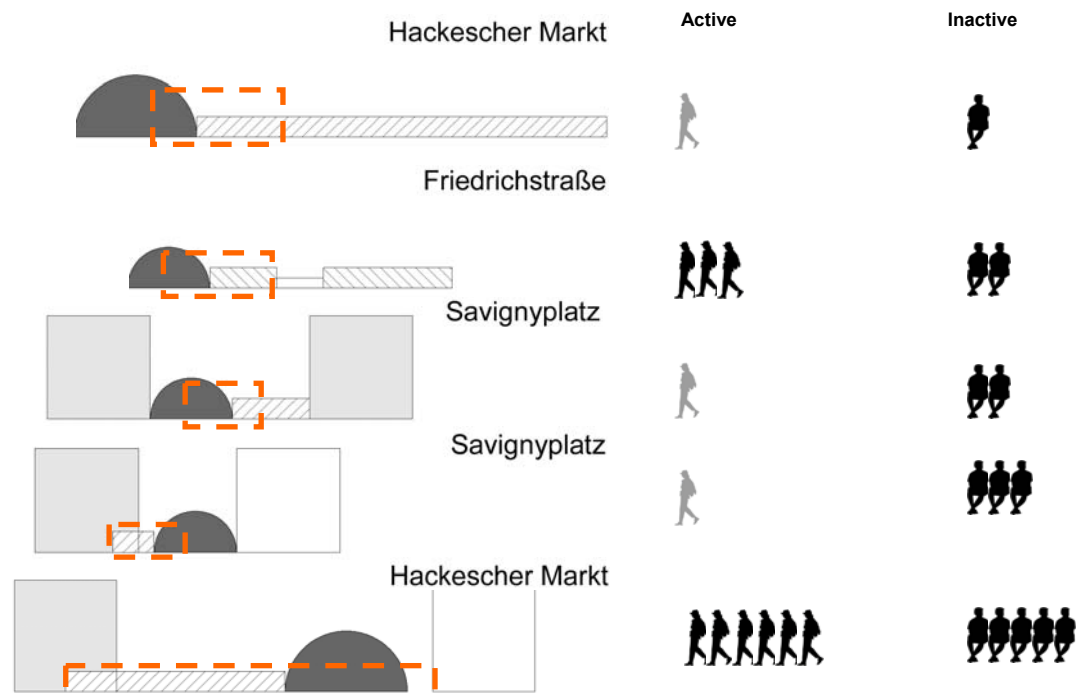 Hackescher Markt
Active
Inactive
Friedrichstraße
Savignyplatz
Savignyplatz
Hackescher Markt